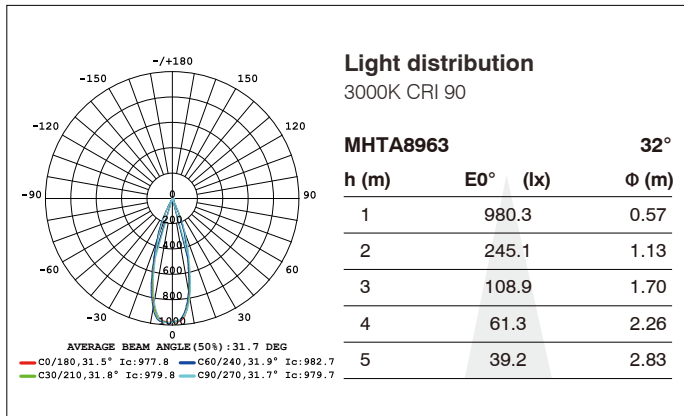 -/+180
-150 150
-120 120
-90 0 90
200
400
-60 60
600
800
-30 30
1000
0
AVERAGE BEAM ANGLE(50%):31.7 DEG
C0/180,31.5° Ic:977.8 C60/240,31.9° Ic:982.7
C30/210,31.8° Ic:979.8 C90/270,31.7° Ic:979.7
Light distribution
3000K CRI 90
MHTA8963 32°
h (m) E0° (lx) Φ (m)
1 980.3 0.57
2 245.1 1.13
3 108.9 1.70
4 61.3 2.26
5 39.2 2.83